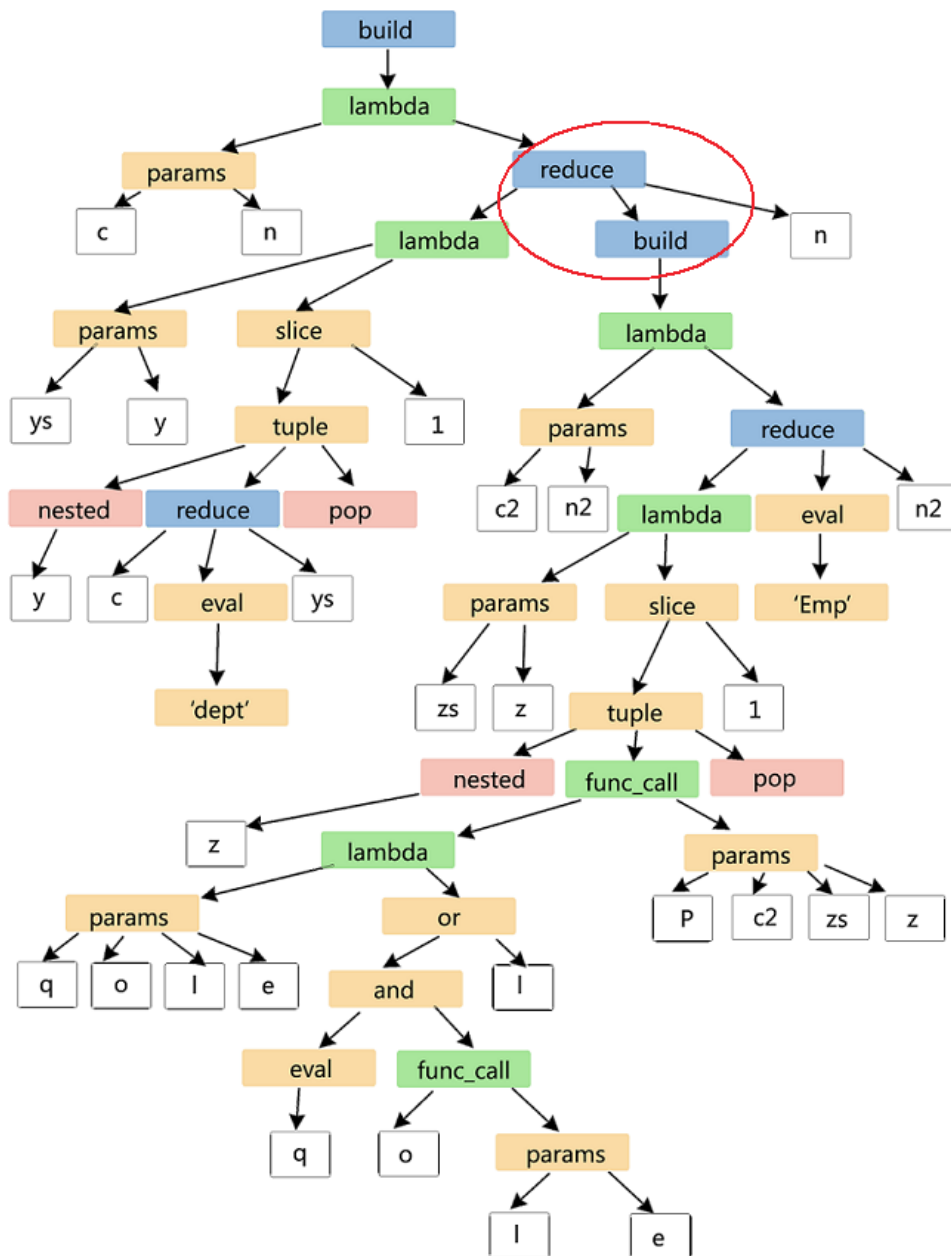 build
lambda
params reduce
c n lambda build n
params slice lambda
ys y tuple 1 params reduce
nested reduce pop c2 n2 lambda eval n2
y c eval ys params slice 'Emp'
'dept' zs z tuple 1
nested func_call pop
z lambda params
params or P c2 zs z
q o l e and l
eval func_call
q o params
l e